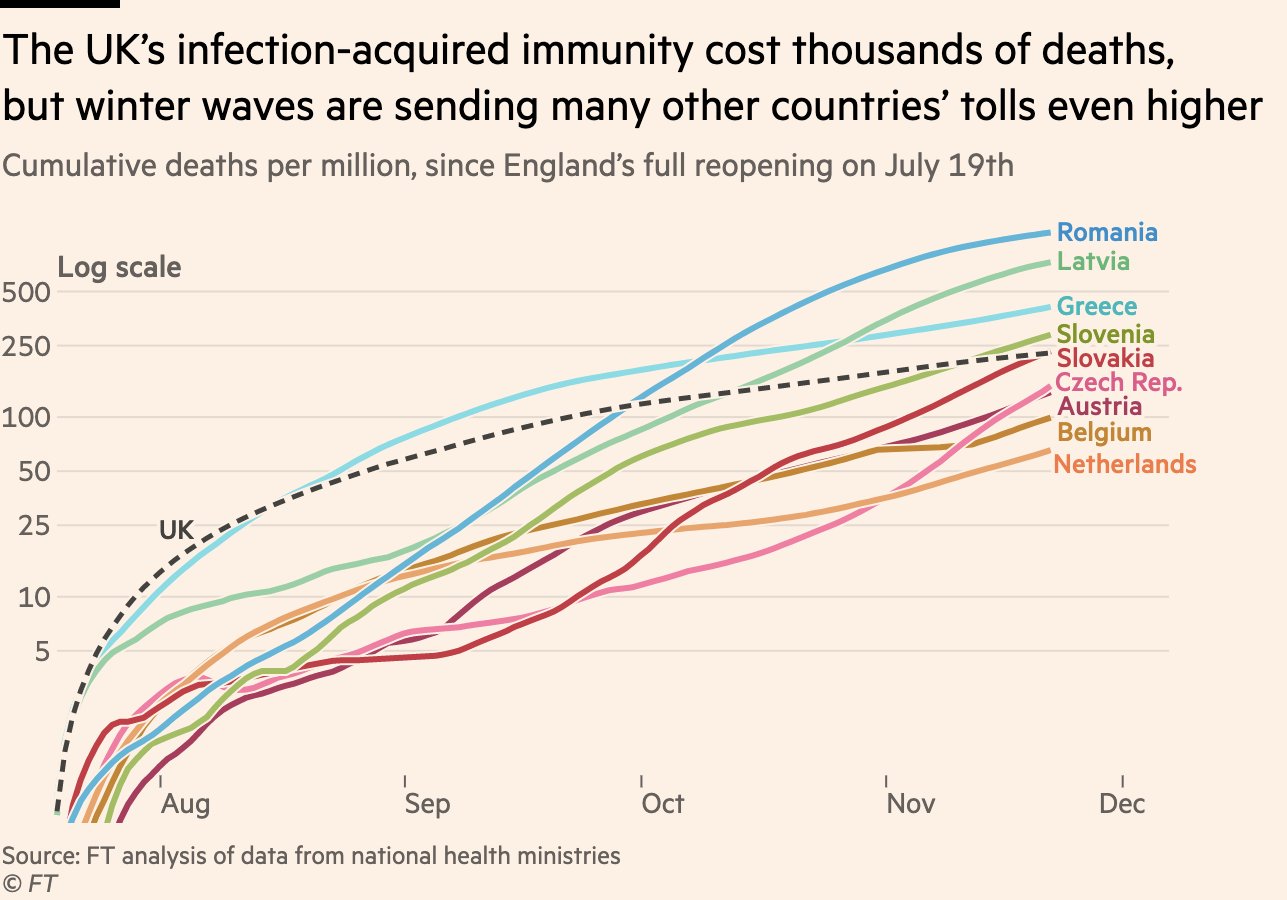 The UK’s infection-acquired immunity cost thousands of deaths,
but winter waves are sending many other countries’ tolls even higher
Cumulative deaths per million, since England’s full reopening on July 19th
Log scale
500
250
100
50
25
10
5
UK
Romania
Latvia
Greece
Slovenia
Slovakia
Czech Rep.
Austria
Belgium
Netherlands
Aug Sep Oct Nov Dec
Source: FT analysis of data from national health ministries
© FT